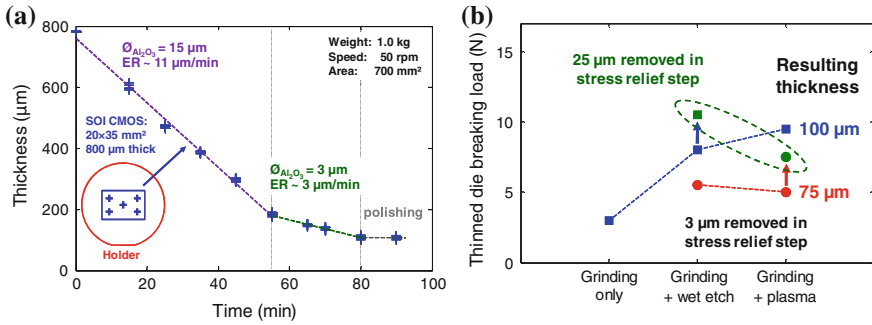 (a)
Ø Al₂O₃ = 15 µm
ER ~ 11 µm/min
Weight: 1.0 kg
Speed: 50 rpm
Area: 700 mm²
SOI CMOS:
20×35 mm²
800 µm thick
Ø Al₂O₃ = 3 µm
ER ~ 3 µm/min
polishing
Holder
Thickness (µm)
800
600
400
200
0
0 20 40 60 80 100
Time (min)
(b)
25 µm removed in
stress relief step
Resulting
thickness
100 µm
75 µm
3 µm removed in
stress relief step
Thinned die breaking load (N)
15
10
5
0
Grinding
only
Grinding
+ wet etch
Grinding
+ plasma